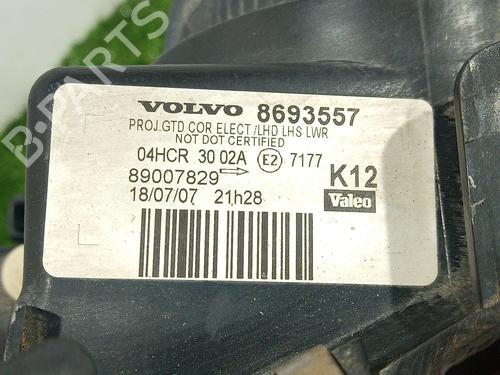 VOLVO 8693557
PROJ.GTD COR ELECT /LHD LHS LWR
NOT DOT CERTIFIED
04HCR 30 02A E2 7177
89007829 K12
18/07/07 21h28 Valeo
B-PARTS